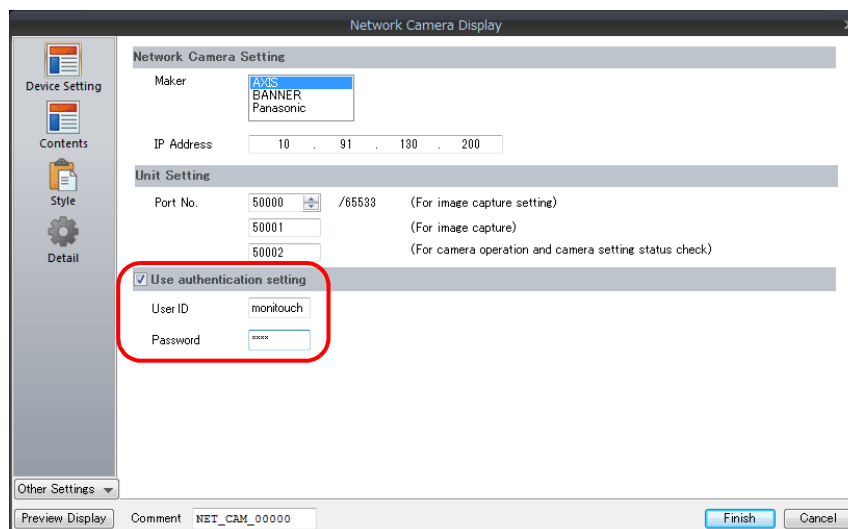 Network Camera Display
Device Setting
Contents
Style
Detail
Network Camera Setting
Maker
AXIS
BANNER
Panasonic
IP Address 10 . 91 . 130 . 200
Unit Setting
Port No. 50000 /65533 (For image capture setting)
50001 (For image capture)
50002 (For camera operation and camera setting status check)
Use authentication setting
User ID monitouch
Password ****
Other Settings
Preview Display Comment NET_CAM_00000 Finish Cancel